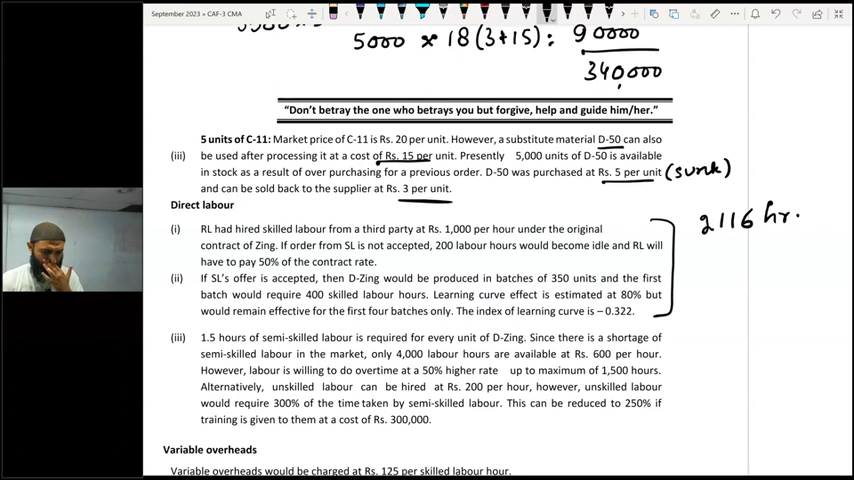 September 2023 » CAF-3 CMA
5000 × 18 (3+15) : 90000
340,000
“Don’t betray the one who betrays you but forgive, help and guide him/her.”
5 units of C-11: Market price of C-11 is Rs. 20 per unit. However, a substitute material D-50 can also
(iii) be used after processing it at a cost of Rs. 15 per unit. Presently 5,000 units of D-50 is available
in stock as a result of over purchasing for a previous order. D-50 was purchased at Rs. 5 per unit (sunk)
and can be sold back to the supplier at Rs. 3 per unit.
Direct labour
(i) RL had hired skilled labour from a third party at Rs. 1,000 per hour under the original
contract of Zing. If order from SL is not accepted, 200 labour hours would become idle and RL will
have to pay 50% of the contract rate.
2116 hr.
(ii) If SL’s offer is accepted, then D-Zing would be produced in batches of 350 units and the first
batch would require 400 skilled labour hours. Learning curve effect is estimated at 80% but
would remain effective for the first four batches only. The index of learning curve is – 0.322.
(iii) 1.5 hours of semi-skilled labour is required for every unit of D-Zing. Since there is a shortage of
semi-skilled labour in the market, only 4,000 labour hours are available at Rs. 600 per hour.
However, labour is willing to do overtime at a 50% higher rate up to maximum of 1,500 hours.
Alternatively, unskilled labour can be hired at Rs. 200 per hour, however, unskilled labour
would require 300% of the time taken by semi-skilled labour. This can be reduced to 250% if
training is given to them at a cost of Rs. 300,000.
Variable overheads
Variable overheads would be charged at Rs. 125 per skilled labour hour.